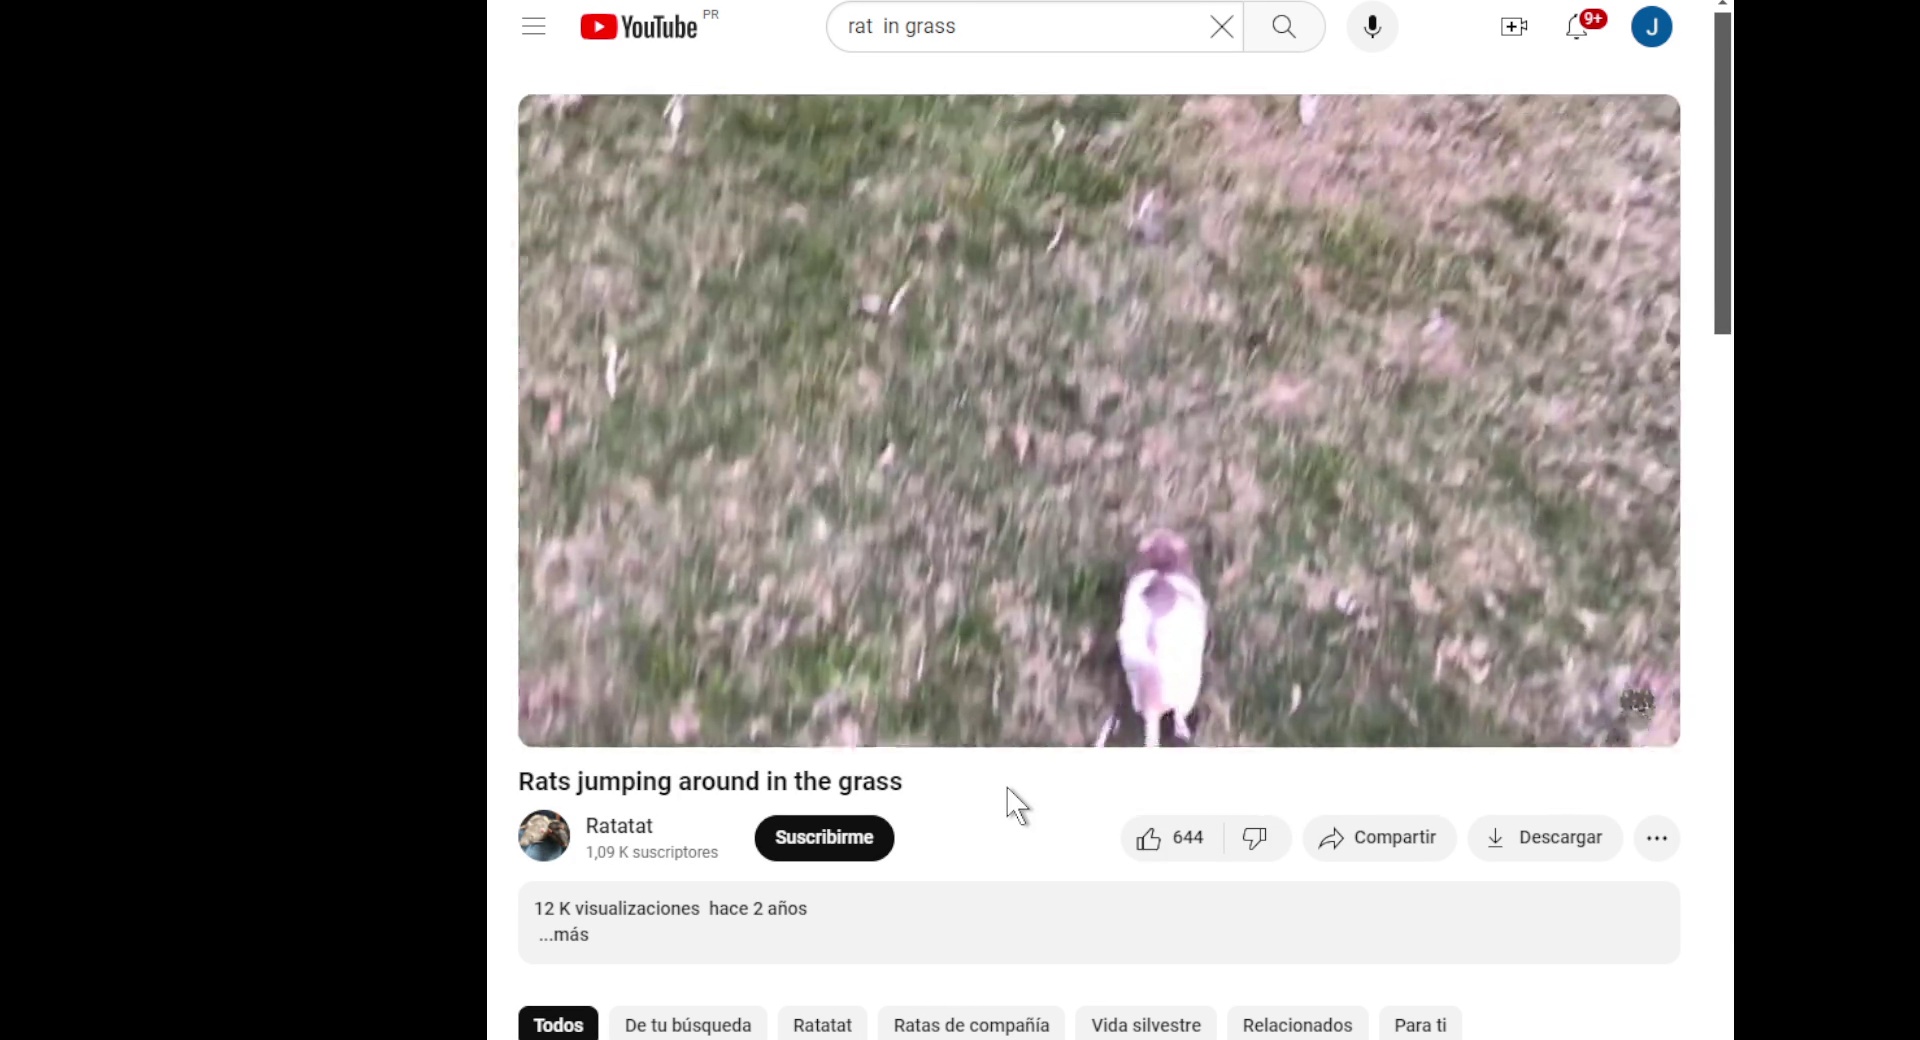 YouTube PR
rat in grass
9+
J
Rats jumping around in the grass
Ratatat
1,09 K suscriptores
Suscribirme
644
Compartir
Descargar
12 K visualizaciones hace 2 años
...más
Todos
De tu búsqueda
Ratatat
Ratas de compañía
Vida silvestre
Relacionados
Para ti